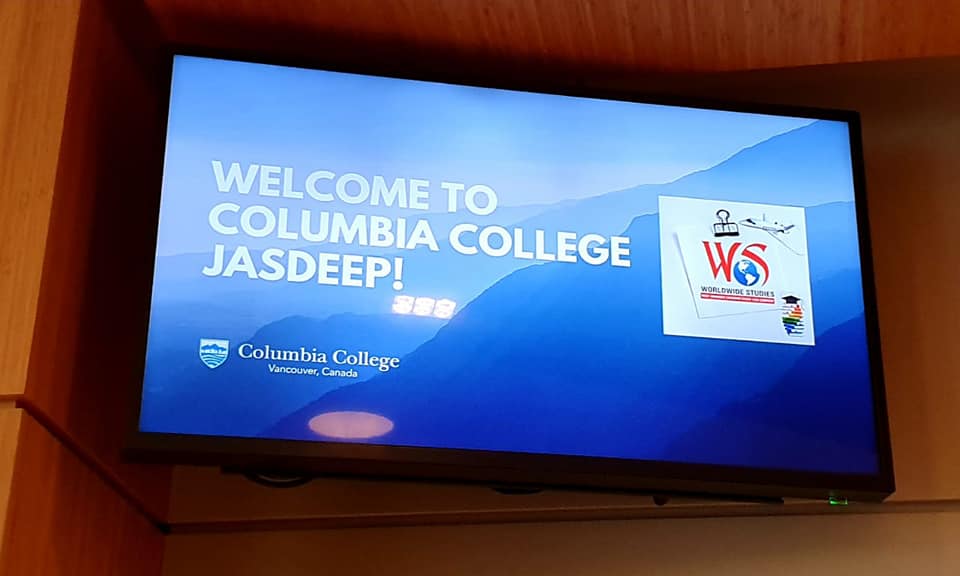 WELCOME TO
COLUMBIA COLLEGE
JASDEEP!
Columbia College
Vancouver, Canada
WS
WORLDWIDE STUDIES